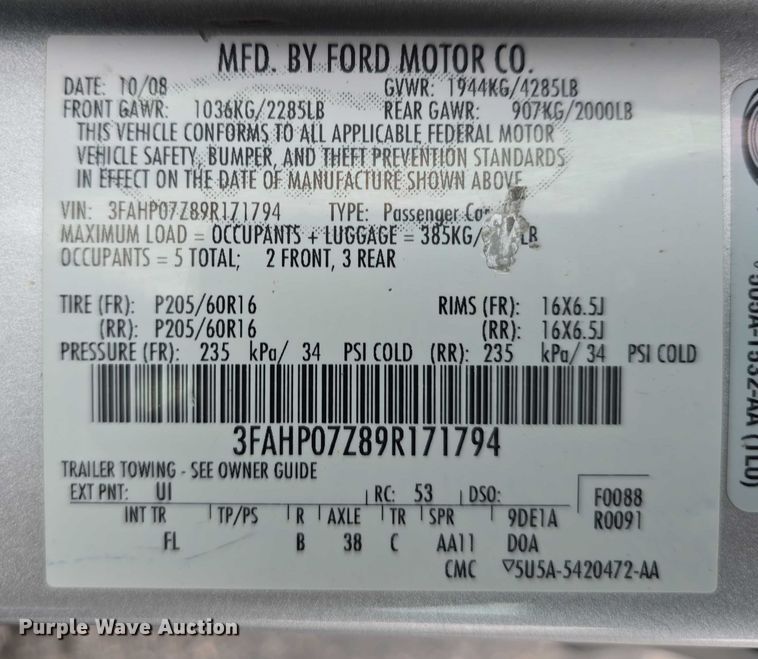 MFD. BY FORD MOTOR CO.
DATE: 10/08 GVWR: 1944KG/4285LB
FRONT GAWR: 1036KG/2285LB REAR GAWR: 907KG/2000LB
THIS VEHICLE CONFORMS TO ALL APPLICABLE FEDERAL MOTOR
VEHICLE SAFETY, BUMPER, AND THEFT PREVENTION STANDARDS
IN EFFECT ON THE DATE OF MANUFACTURE SHOWN ABOVE
VIN: 3FAHP07Z89R171794 TYPE: Passenger Car
MAXIMUM LOAD = OCCUPANTS + LUGGAGE = 385KG/ LB
OCCUPANTS = 5 TOTAL; 2 FRONT, 3 REAR
TIRE (FR): P205/60R16 RIMS (FR): 16X6.5J
(RR): P205/60R16 (RR): 16X6.5J
PRESSURE (FR): 235 kPa/ 34 PSI COLD (RR): 235 kPa/ 34 PSI COLD
3FAHP07Z89R171794
TRAILER TOWING - SEE OWNER GUIDE
EXT PNT: UI RC: 53 DSO: F0088
INT TR TP/PS R AXLE TR SPR 9DE1A R0091
FL B 38 C AA11 D0A
CMC ▽5U5A-5420472-AA
Purple Wave Auction